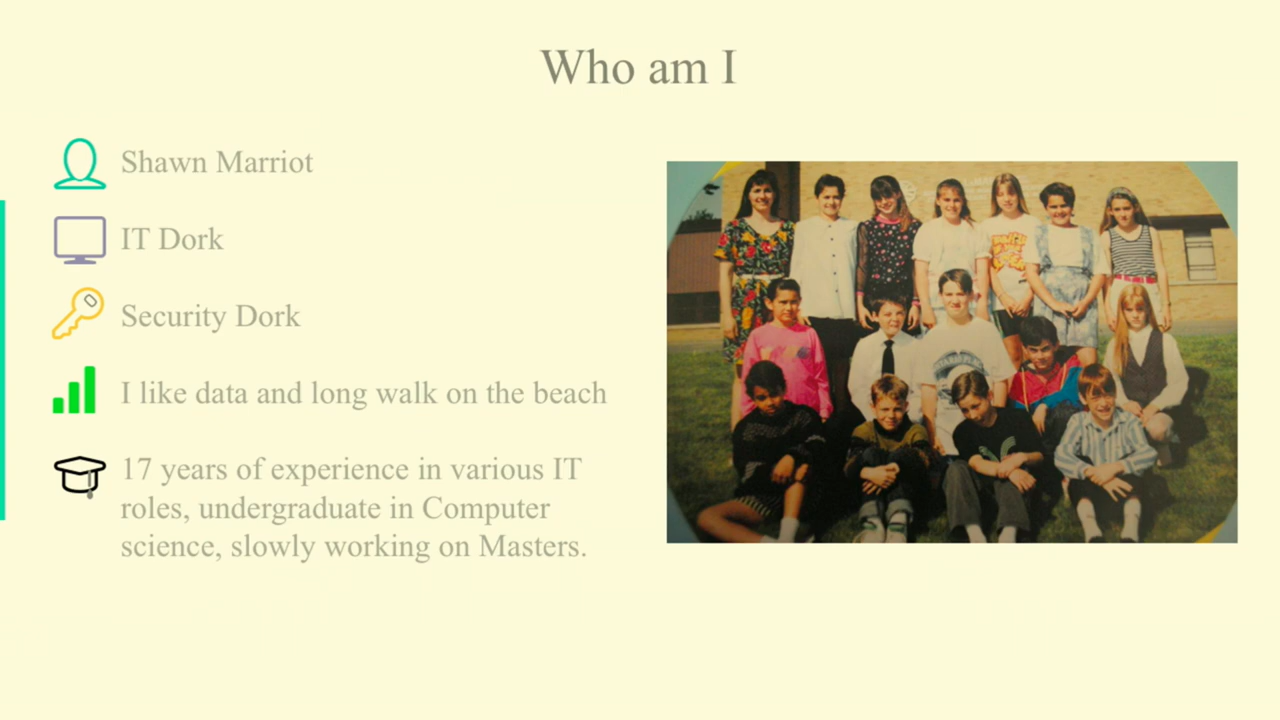 Who am I
Shawn Marriot
IT Dork
Security Dork
I like data and long walk on the beach
17 years of experience in various IT
roles, undergraduate in Computer
science, slowly working on Masters.